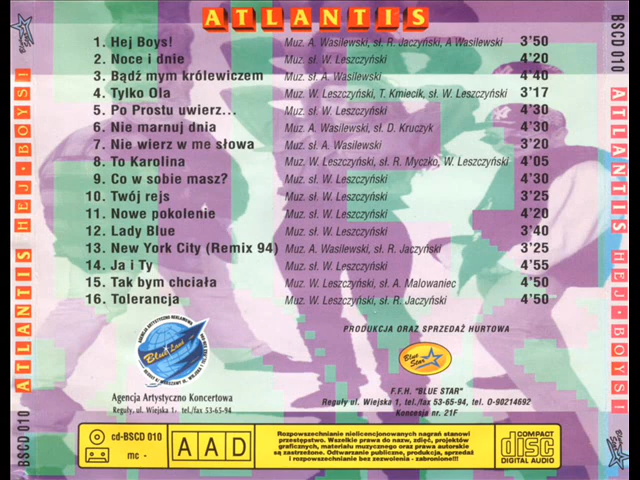 ATLANTIS
1. Hej Boys! Muz. A. Wasilewski, sł. R. Jaczyński, A Wasilewski 3'50
2. Noce i dnie Muz. sł. W. Leszczyński 4'20
3. Bądź mym królewiczem Muz. sł. A. Wasilewski 4'40
4. Tylko Ola Muz. W. Leszczyński, T. Kmiecik, sł. W. Leszczyński 3'17
5. Po Prostu uwierz... Muz. sł. W. Leszczyński 4'30
6. Nie marnuj dnia Muz. A. Wasilewski, sł. D. Kruczyk 4'30
7. Nie wierz w me słowa Muz. sł. A. Wasilewski 3'20
8. To Karolina Muz. W. Leszczyński, sł. R. Myczko, W. Leszczyński 4'05
9. Co w sobie masz? Muz. sł. W. Leszczyński 4'30
10. Twój rejs Muz. sł. W. Leszczyński 3'25
11. Nowe pokolenie Muz. sł. W. Leszczyński 4'20
12. Lady Blue Muz. sł. W. Leszczyński 3'40
13. New York City (Remix 94) Muz. A. Wasilewski, sł. R. Jaczyński 3'25
14. Ja i Ty Muz. sł. W. Leszczyński 4'55
15. Tak bym chciała Muz. W. Leszczyński, sł. A. Malowaniec 4'50
16. Tolerancja Muz. W. Leszczyński, sł. R. Jaczyński 4'50
PRODUKCJA ORAZ SPRZEDAŻ HURTOWA
AGENCJA ARTYSTYCZNO REKLAMOWA
Blue Star
Agencja Artystyczno Koncertowa
Reguły, ul. Wiejska 1, tel./fax 53-65-94
Blue Star
F.F.H. "BLUE STAR"
Reguły ul. Wiejska 1, tel./fax 53-65-94, tel. O-90214692
Koncesja nr. 21F
cd-BSCD 010
mc -
AAD
Rozpowszechnianie nielicencjonowanych nagrań stanowi
przestępstwo. Wszelkie prawa do nazw, zdjęć, projektów
graficznych, materiału muzycznego oraz prawa autorskie
są zastrzeżone. Odtwarzanie publiczne, produkcja, sprzedaż
i rozpowszechnianie bez zezwolenia - zabronione!!!
COMPACT
disc
DIGITAL AUDIO
BSCD 010 ATLANTIS HEJ · BOYS!
BSCD 010 ATLANTIS HEJ · BOYS!